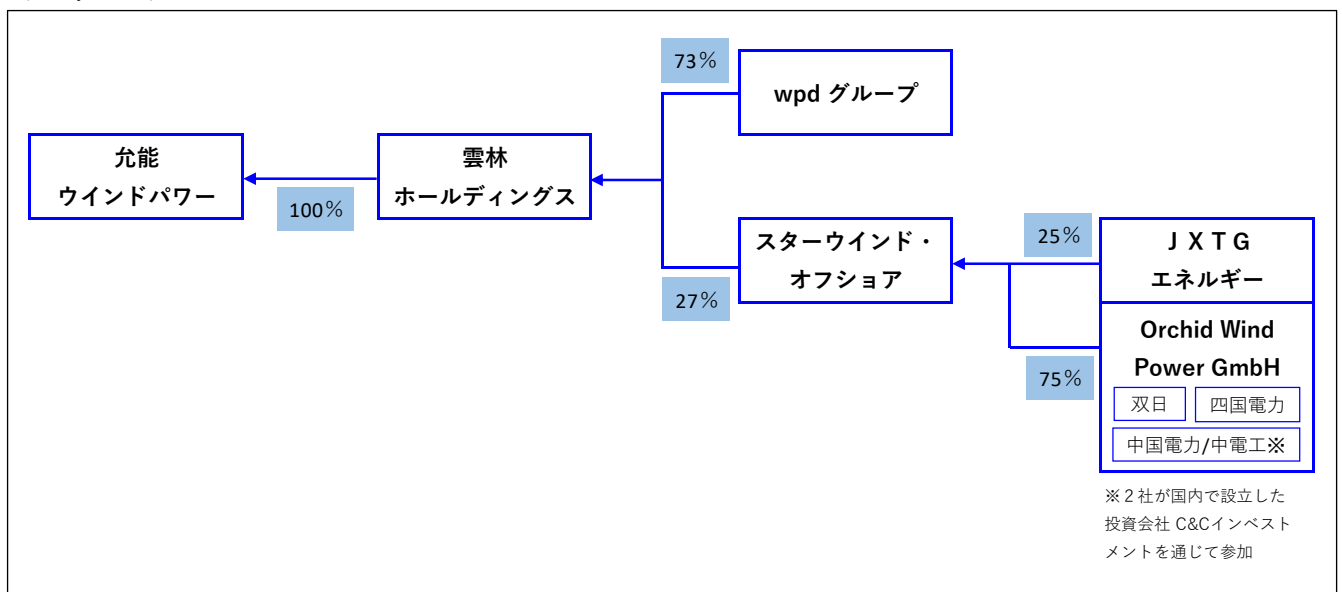 73％
wpd グループ
允能
ウインドパワー
100％
雲林
ホールディングス
27％
スターウインド・
オフショア
25％
ＪＸＴＧ
エネルギー
75％
Orchid Wind
Power GmbH
双日
四国電力
中国電力/中電工※
※２社が国内で設立した
投資会社 C&Cインベスト
メントを通じて参加